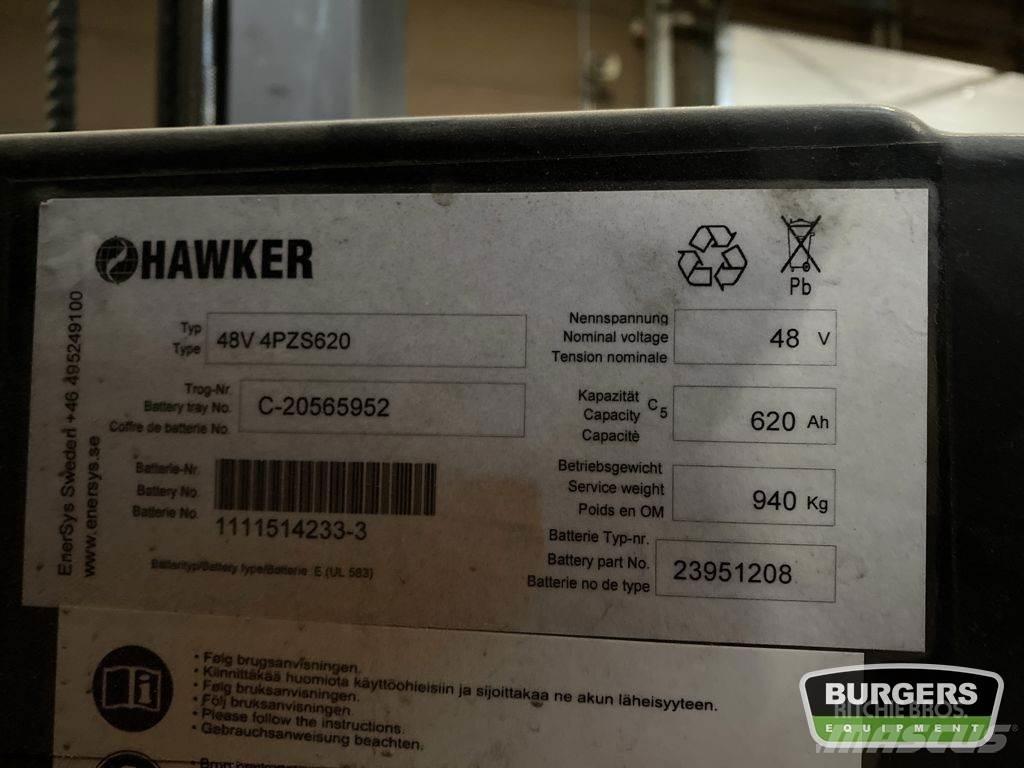 HAWKER
Pb
EnerSys Sweden +46 495249100
www.enersys.se
Typ
Type
48V 4PZS620
Trog-Nr.
Battery tray No.
Coffre de batterie No.
C-20565952
Batterie-Nr.
Battery No.
Batterie No.
1111514233-3
Batterityp/Battery type/Batterie: E (UL 583)
Nennspannung
Nominal voltage
Tension nominale
48 V
Kapazität
Capacity
Capacitè
C5
620 Ah
Betriebsgewicht
Service weight
Poids en OM
940 Kg
Batterie Typ-nr.
Battery part No.
Batterie no de type
23951208
• Følg brugsanvisningen.
• Kiinnittäkää huomiota käyttöohjeisiin ja sijoittakaa ne akun läheisyyteen.
• Følg bruksanvisningen.
• Följ bruksanvisningen.
• Please follow the instructions.
• Gebrauchsanweisung beachten.
BURGERS
RITCHIE BROS.
EQUIPMENT
MASCUS